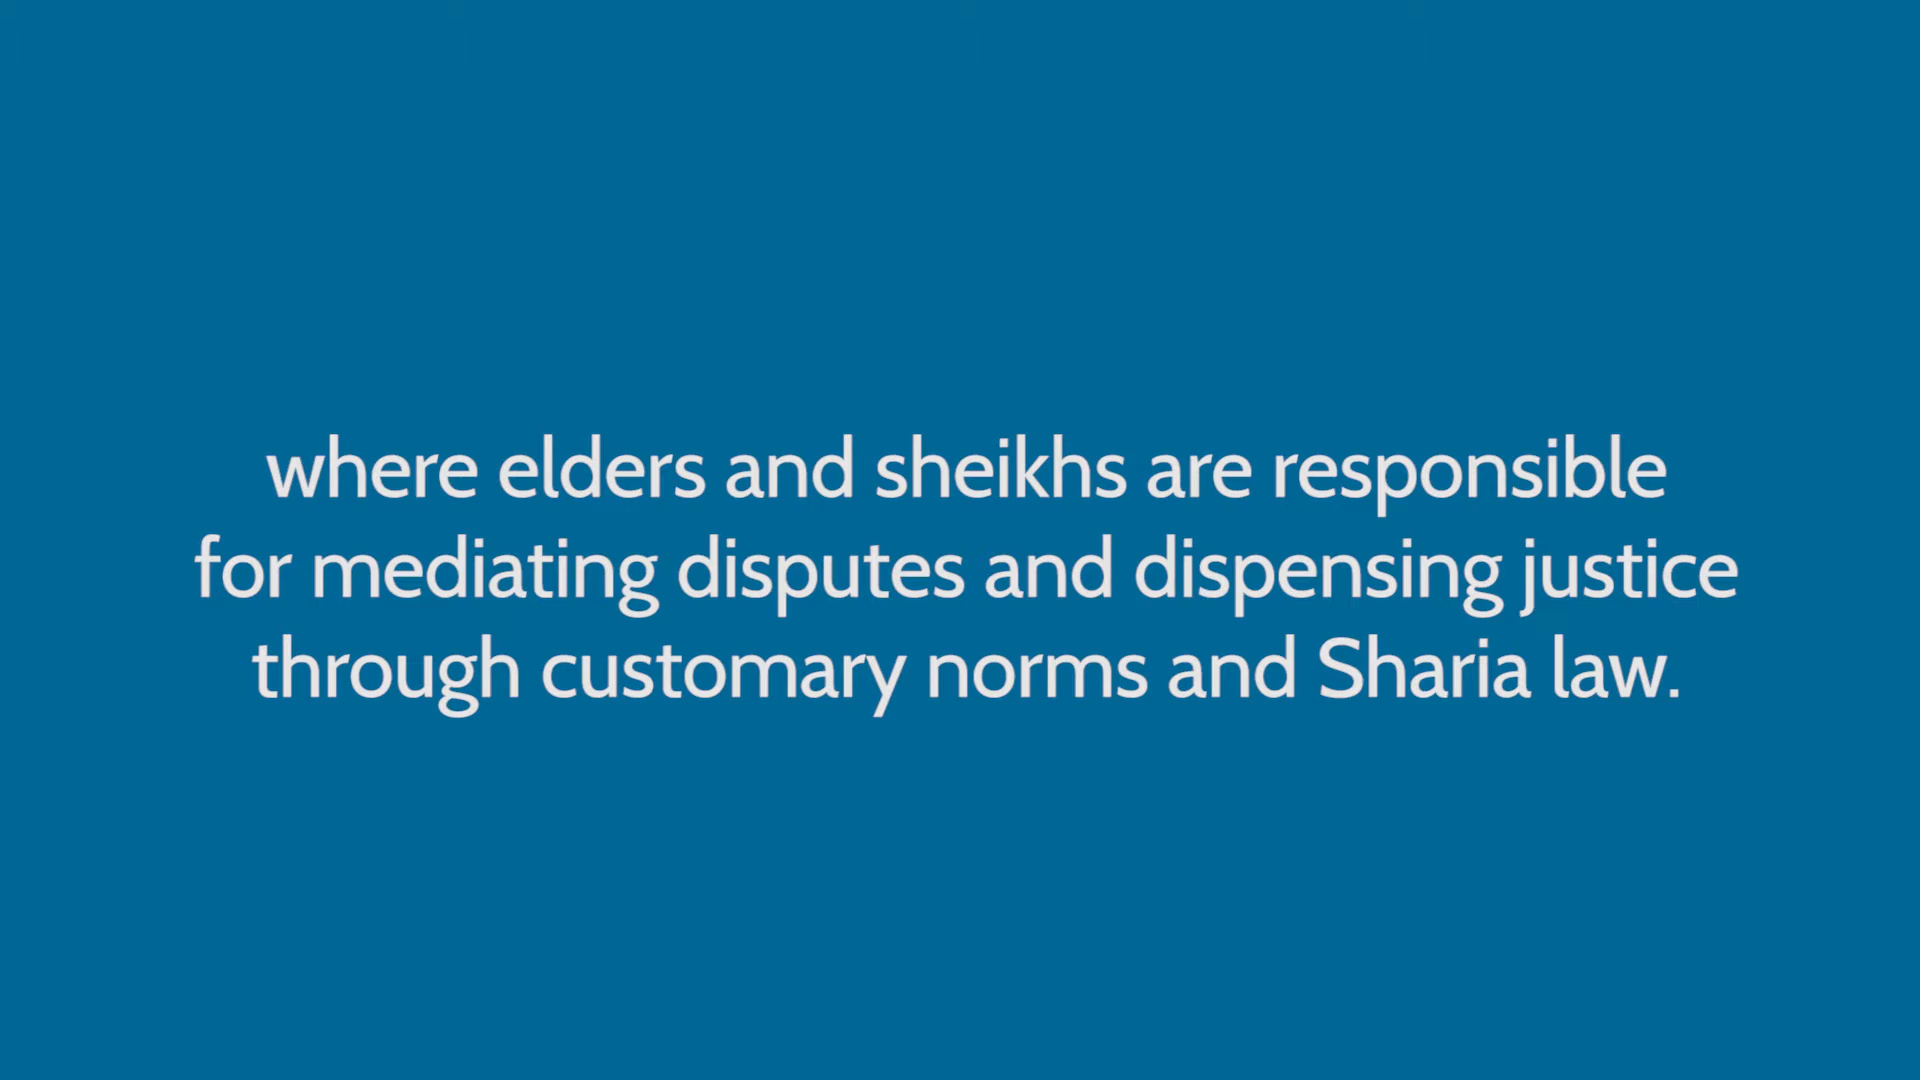 where elders and sheikhs are responsible
for mediating disputes and dispensing justice
through customary norms and Sharia law.